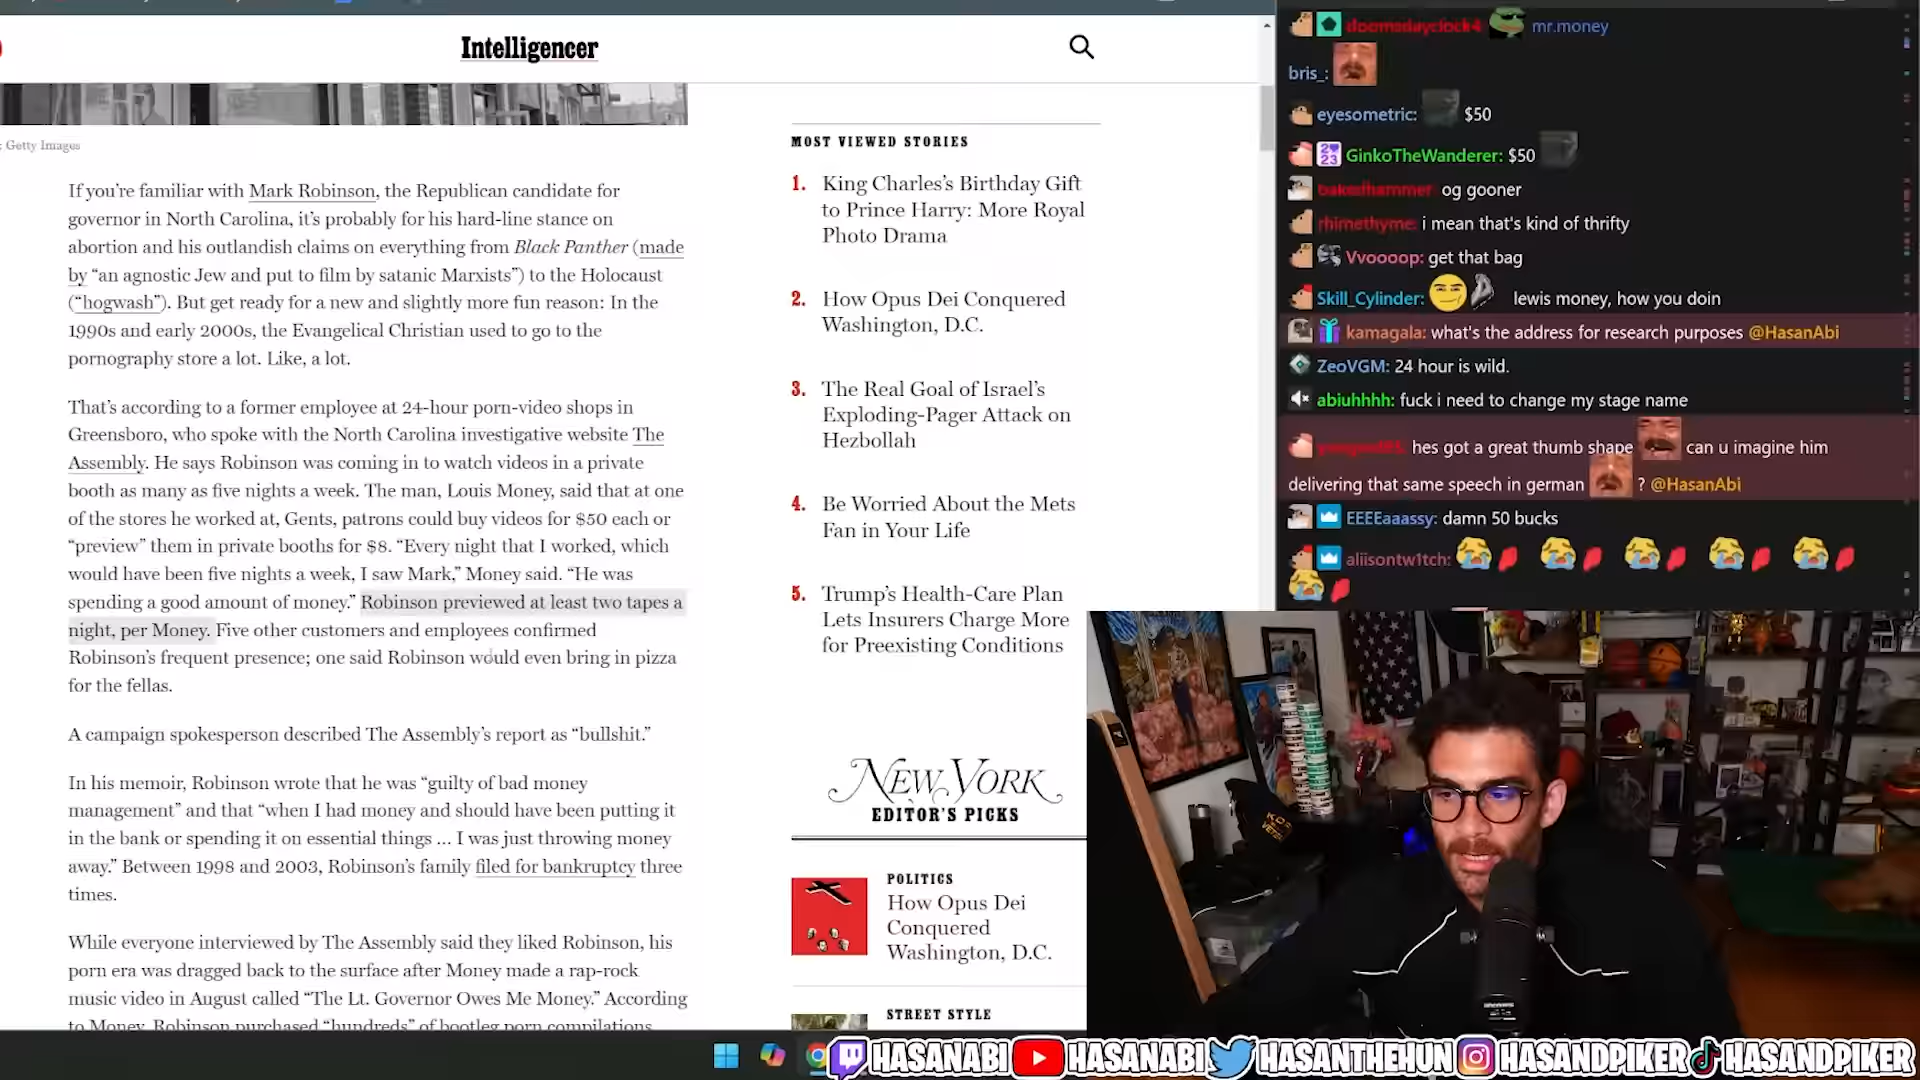 Intelligencer
: Getty Images
If you're familiar with Mark Robinson, the Republican candidate for
governor in North Carolina, it's probably for his hard-line stance on
abortion and his outlandish claims on everything from Black Panther (made
by “an agnostic Jew and put to film by satanic Marxists”) to the Holocaust
(“hogwash”). But get ready for a new and slightly more fun reason: In the
1990s and early 2000s, the Evangelical Christian used to go to the
pornography store a lot. Like, a lot.
That's according to a former employee at 24-hour porn-video shops in
Greensboro, who spoke with the North Carolina investigative website The
Assembly. He says Robinson was coming in to watch videos in a private
booth as many as five nights a week. The man, Louis Money, said that at one
of the stores he worked at, Gents, patrons could buy videos for $50 each or
“preview” them in private booths for $8. “Every night that I worked, which
would have been five nights a week, I saw Mark,” Money said. “He was
spending a good amount of money.” Robinson previewed at least two tapes a
night, per Money. Five other customers and employees confirmed
Robinson's frequent presence; one said Robinson would even bring in pizza
for the fellas.
A campaign spokesperson described The Assembly's report as “bullshit.”
In his memoir, Robinson wrote that he was “guilty of bad money
management” and that “when I had money and should have been putting it
in the bank or spending it on essential things ... I was just throwing money
away.” Between 1998 and 2003, Robinson's family filed for bankruptcy three
times.
While everyone interviewed by The Assembly said they liked Robinson, his
porn era was dragged back to the surface after Money made a rap-rock
music video in August called “The Lt. Governor Owes Me Money.” According
to Money, Robinson purchased “hundreds” of bootleg porn compilations
MOST VIEWED STORIES
1. King Charles's Birthday Gift
to Prince Harry: More Royal
Photo Drama
2. How Opus Dei Conquered
Washington, D.C.
3. The Real Goal of Israel's
Exploding-Pager Attack on
Hezbollah
4. Be Worried About the Mets
Fan in Your Life
5. Trump's Health-Care Plan
Lets Insurers Charge More
for Preexisting Conditions
NEW YORK
EDITOR'S PICKS
POLITICS
How Opus Dei
Conquered
Washington, D.C.
STREET STYLE
doomsdayclock4 mr.money
bris_:
eyesometric: $50
GinkoTheWanderer: $50
bakedhammer og gooner
rhimethyme: i mean that's kind of thrifty
Vvoooop: get that bag
Skill_Cylinder: lewis money, how you doin
kamagala: what's the address for research purposes @HasanAbi
ZeoVGM: 24 hour is wild.
abiuhhhh: fuck i need to change my stage name
hes got a great thumb shape can u imagine him
delivering that same speech in german ? @HasanAbi
EEEEaaassy: damn 50 bucks
aliisontw1tch:
HASANABI HASANABI HASANTHEHUN HASANDPIKER HASANDPIKER